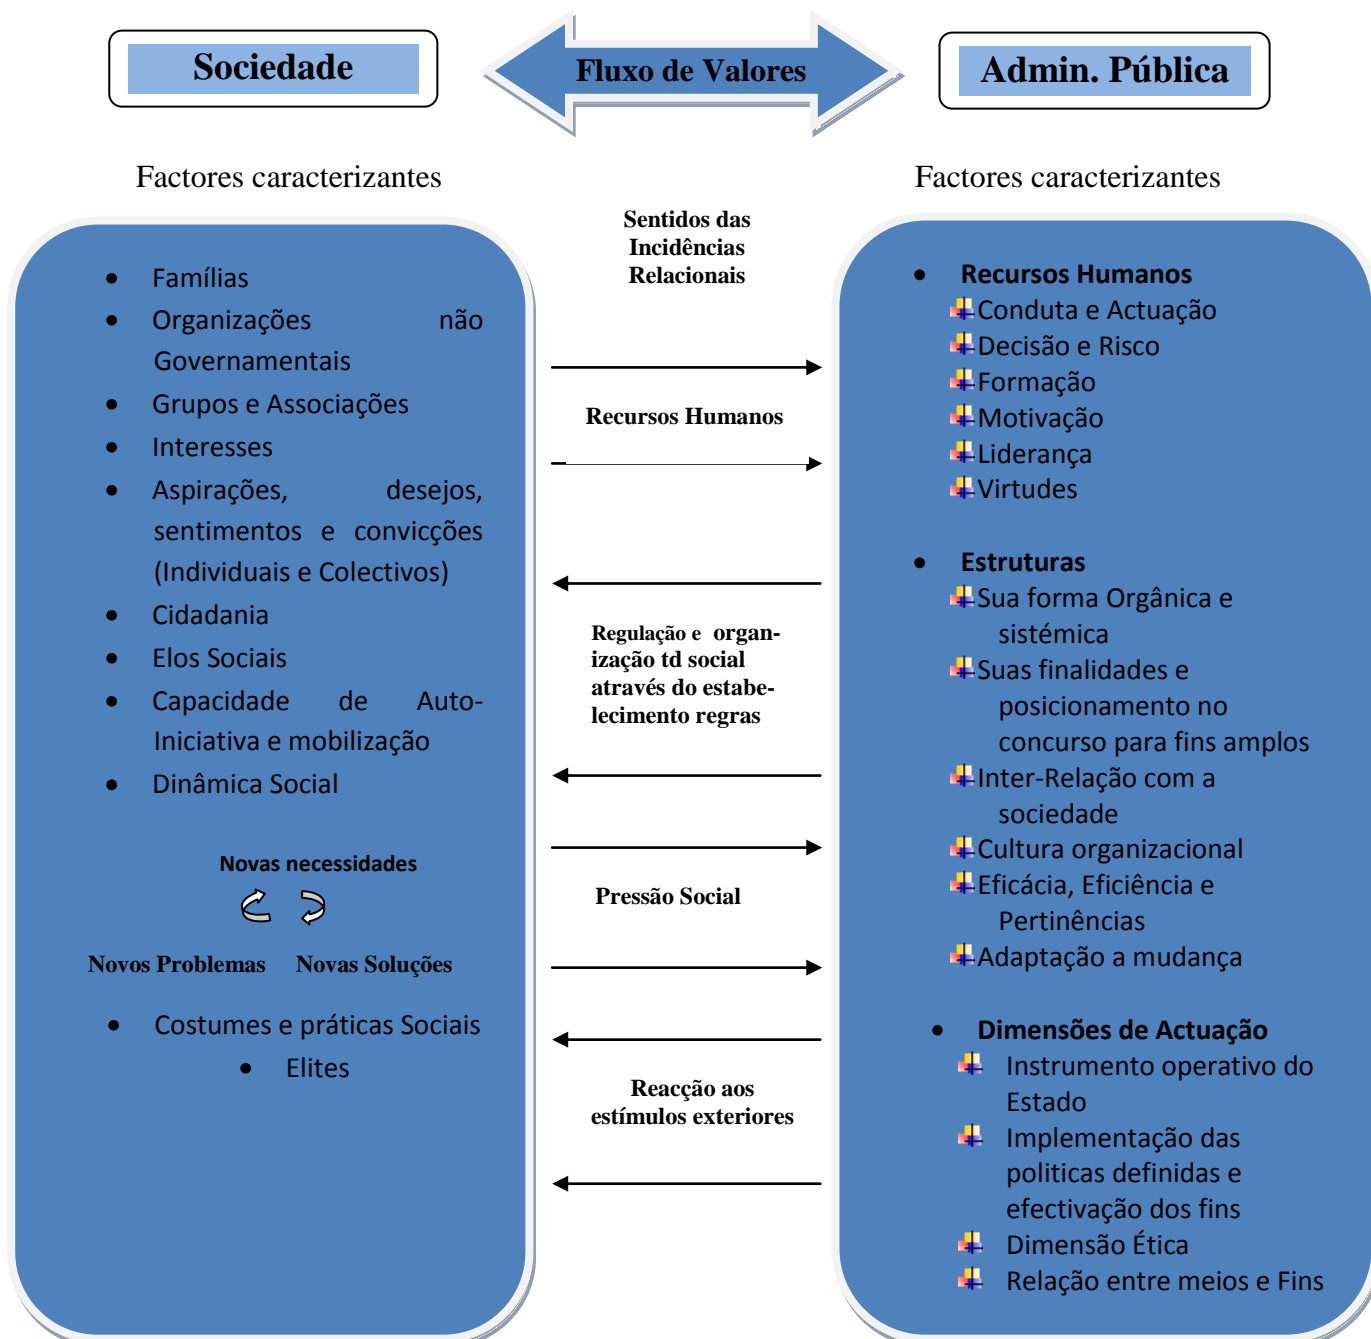 Sociedade
Fluxo de Valores
Admin. Pública
Factores caracterizantes
Factores caracterizantes
Famílias
Organizações não
Governamentais
Grupos e Associações
Interesses
Aspirações, desejos,
sentimentos e convicções
(Individuais e Colectivos)
Cidadania
Elos Sociais
Capacidade de Auto-
Iniciativa e mobilização
Dinâmica Social
Novas necessidades
Novos Problemas Novas Soluções
Costumes e práticas Sociais
Elites
Sentidos das
Incidências
Relacionais
Recursos Humanos
Regulação e organ-
ização td social
através do estabe-
lecimento regras
Pressão Social
Reacção aos
estímulos exteriores
Recursos Humanos
Conduta e Actuação
Decisão e Risco
Formação
Motivação
Liderança
Virtudes
Estruturas
Sua forma Orgânica e
sistémica
Suas finalidades e
posicionamento no
concurso para fins amplos
Inter-Relação com a
sociedade
Cultura organizacional
Eficácia, Eficiência e
Pertinências
Adaptação a mudança
Dimensões de Actuação
Instrumento operativo do
Estado
Implementação das
politicas definidas e
efectivação dos fins
Dimensão Ética
Relação entre meios e Fins